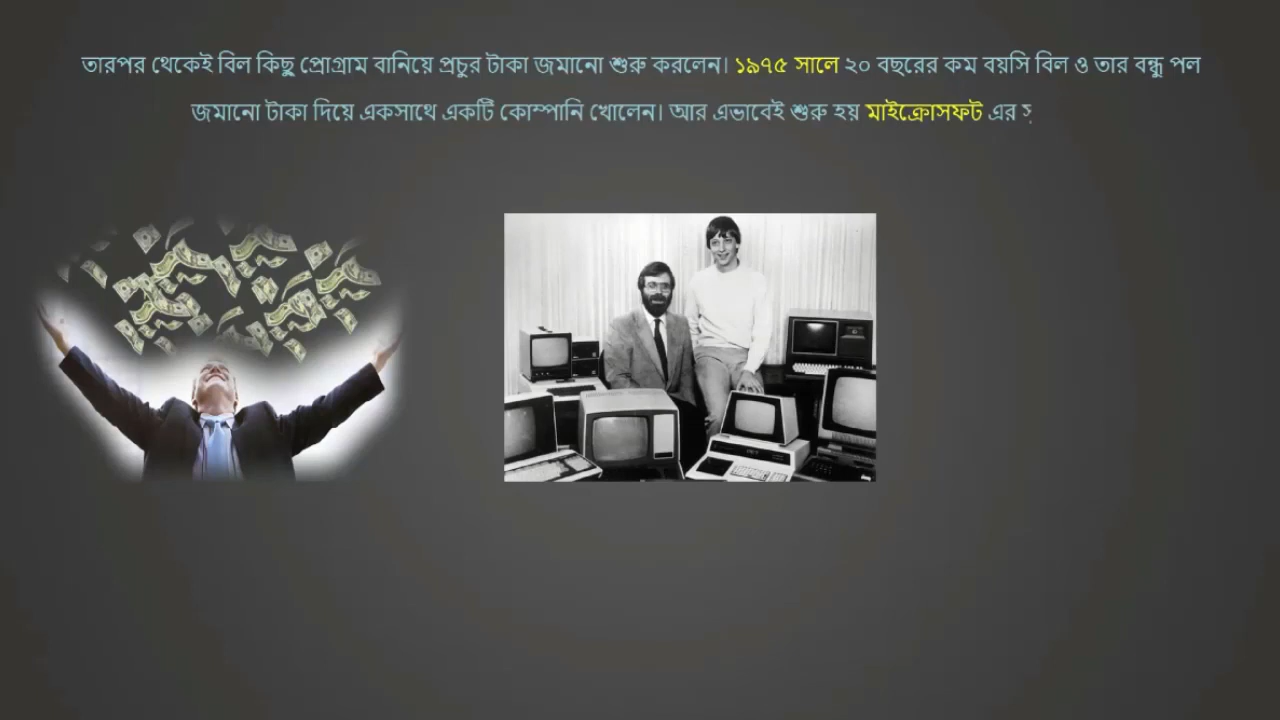 তারপর থেকেই বিল কিছু প্রোগ্রাম বানিয়ে প্রচুর টাকা জমানো শুরু করলেন। ১৯৭৫ সালে ২০ বছরের কম বয়সি বিল ও তার বন্ধু পল
জমানো টাকা দিয়ে একসাথে একটি কোম্পানি খোলেন। আর এভাবেই শুরু হয় মাইক্রোসফট এর